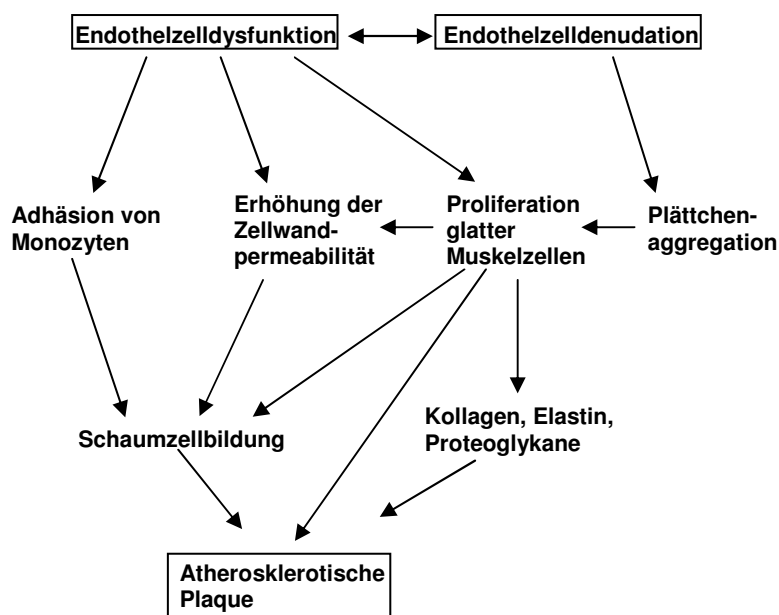 Endothelzelldysfunktion
Endothelzelldenudation
Adhäsion von
Monozyten
Erhöhung der
Zellwand-
permeabilität
Proliferation
glatter
Muskelzellen
Plättchen-
aggregation
Schaumzellbildung
Kollagen, Elastin,
Proteoglykane
Atherosklerotische
Plaque